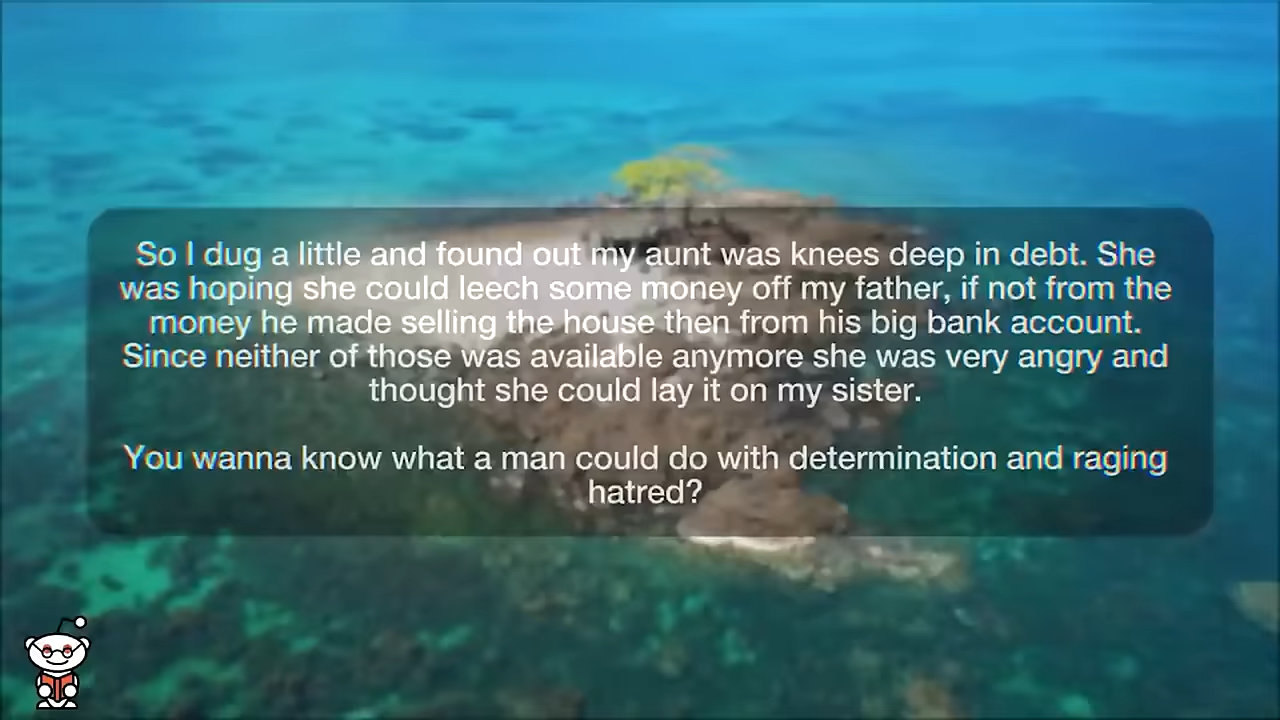 So I dug a little and found out my aunt was knees deep in debt. She
was hoping she could leech some money off my father, if not from the
money he made selling the house then from his big bank account.
Since neither of those was available anymore she was very angry and
thought she could lay it on my sister.
You wanna know what a man could do with determination and raging
hatred?